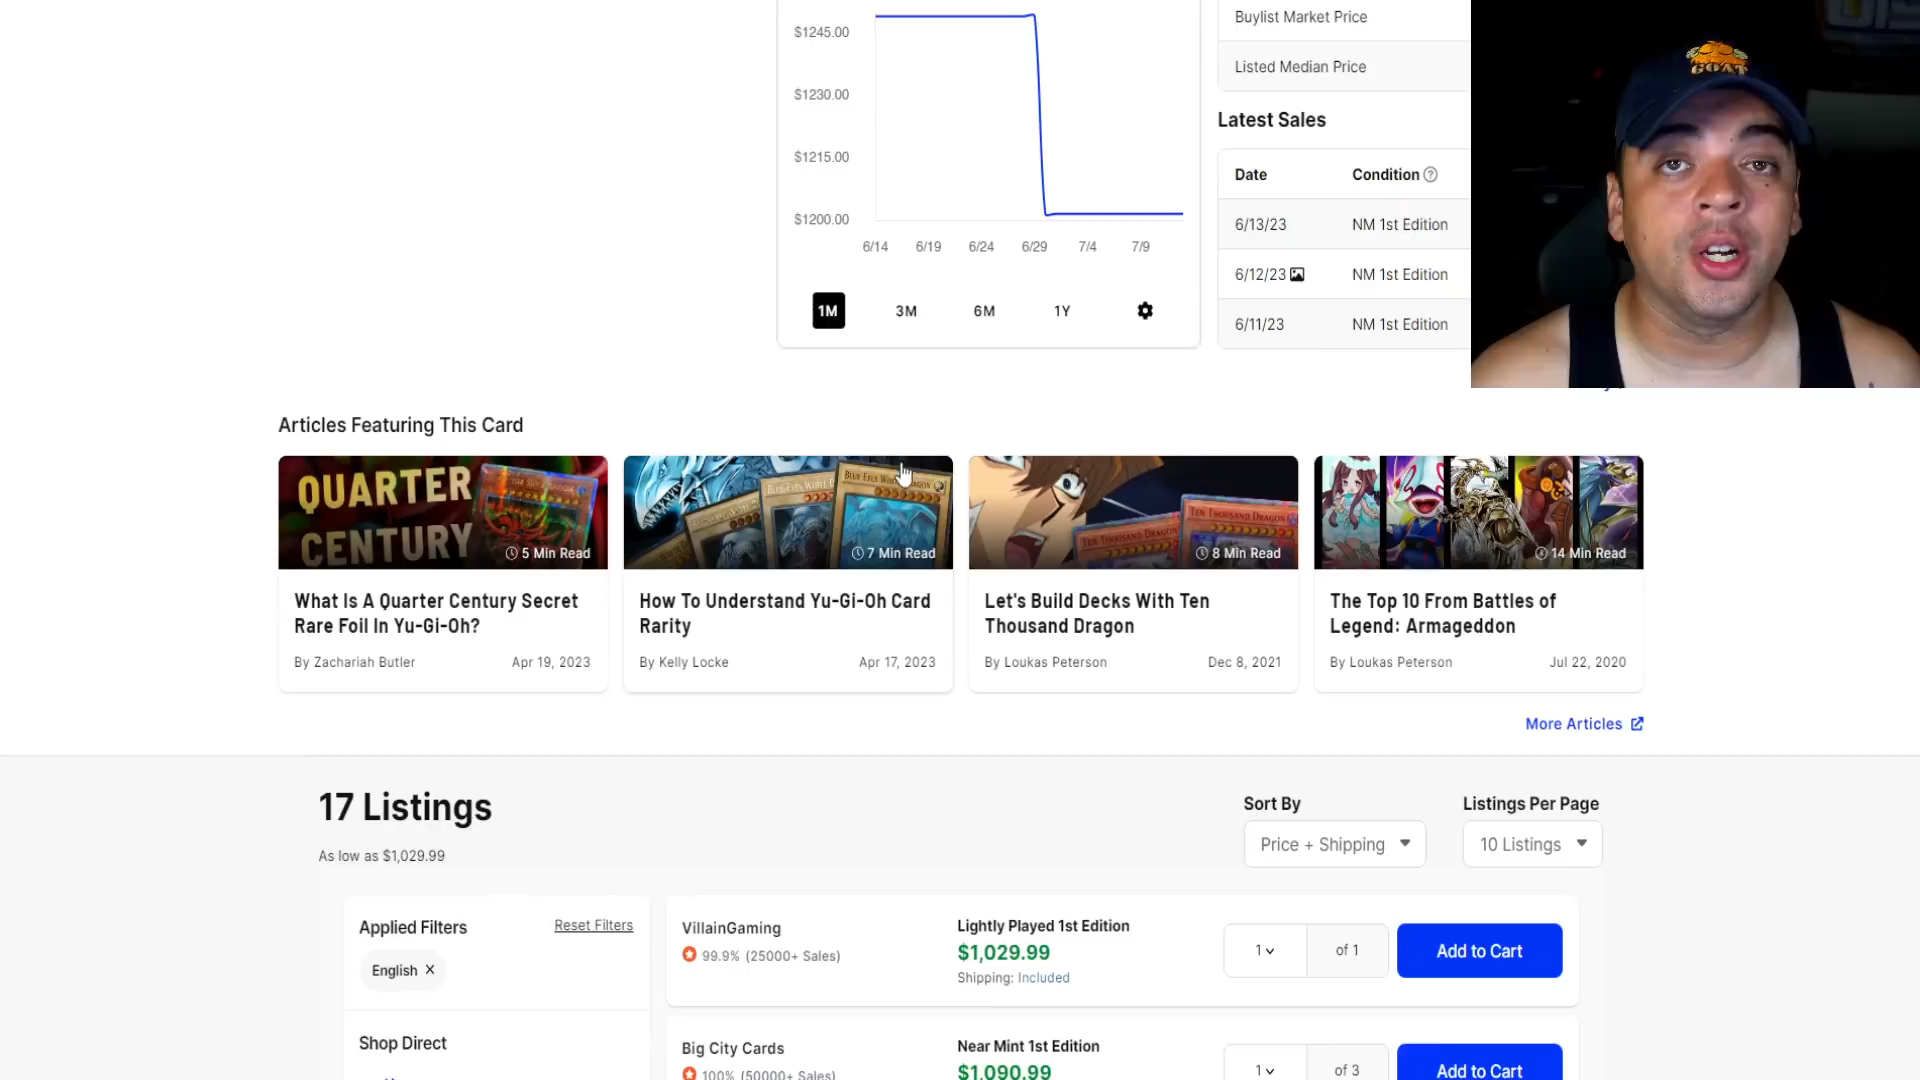 $1245.00
$1230.00
$1215.00
$1200.00
6/14 6/19 6/24 6/29 7/4 7/9
1M 3M 6M 1Y
Buylist Market Price
Listed Median Price
Latest Sales
Date Condition
6/13/23 NM 1st Edition
6/12/23 NM 1st Edition
6/11/23 NM 1st Edition
GOAT
Articles Featuring This Card
QUARTER
CENTURY
5 Min Read
What Is A Quarter Century Secret
Rare Foil In Yu-Gi-Oh?
By Zachariah Butler Apr 19, 2023
7 Min Read
How To Understand Yu-Gi-Oh Card
Rarity
By Kelly Locke Apr 17, 2023
TEN THOUSAND DRAGON
TEN THOUSAND DRAGON
8 Min Read
Let's Build Decks With Ten
Thousand Dragon
By Loukas Peterson Dec 8, 2021
14 Min Read
The Top 10 From Battles of
Legend: Armageddon
By Loukas Peterson Jul 22, 2020
More Articles
17 Listings
As low as $1,029.99
Sort By
Price + Shipping
Listings Per Page
10 Listings
Applied Filters Reset Filters
English ×
Shop Direct
VillainGaming
99.9% (25000+ Sales)
Lightly Played 1st Edition
$1,029.99
Shipping: Included
1 of 1
Add to Cart
Big City Cards
100% (50000+ Sales)
Near Mint 1st Edition
$1,090.99
1 of 3
Add to Cart